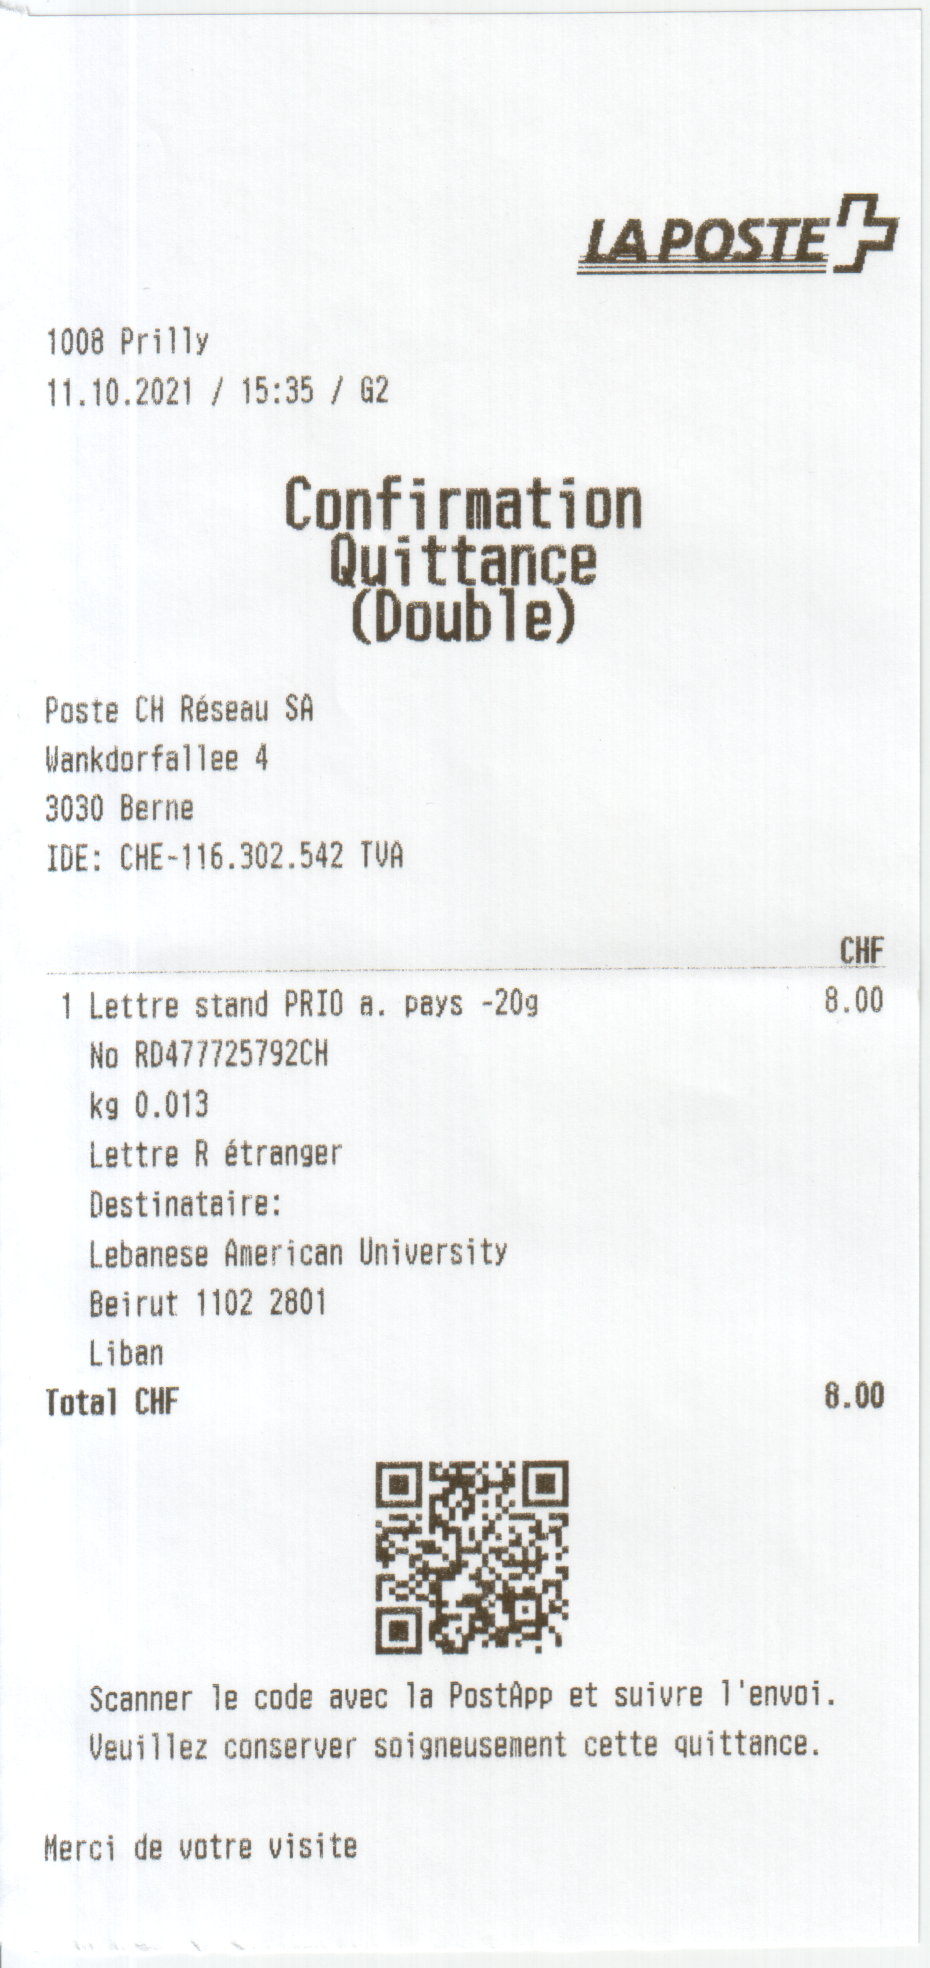 LA POSTE
1008 Prilly
11.10.2021 / 15:35 / G2
Confirmation
Quittance
(Double)
Poste CH Réseau SA
Wankdorfallee 4
3030 Berne
IDE: CHE-116.302.542 TVA
CHF
1 Lettre stand PRIO a. pays -20g 8.00
No RD477725792CH
kg 0.013
Lettre R étranger
Destinataire:
Lebanese American University
Beirut 1102 2801
Liban
Total CHF 8.00
Scanner le code avec la PostApp et suivre l'envoi.
Veuillez conserver soigneusement cette quittance.
Merci de votre visite